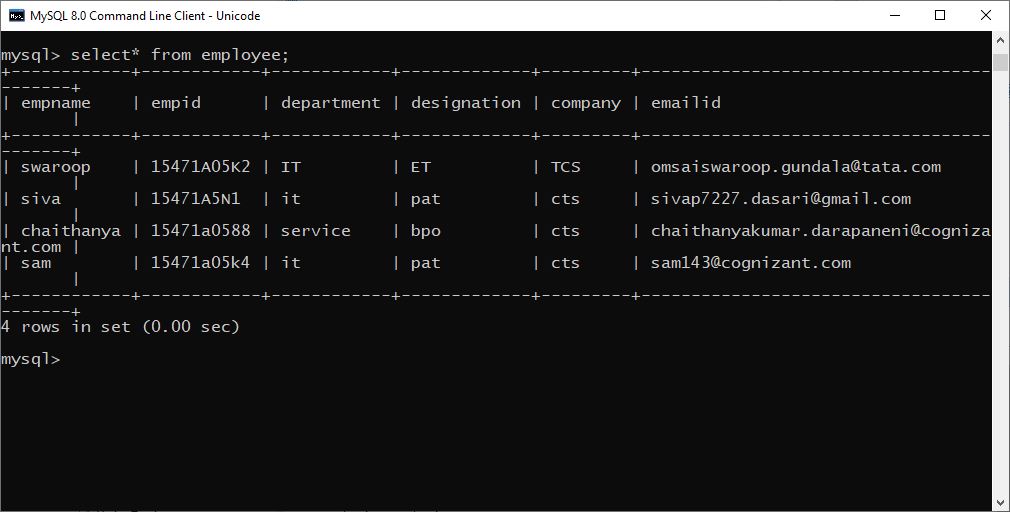 MySQL 8.0 Command Line Client - Unicode
mysql> select* from employee;
+------------+------------+------------+-------------+---------+-----------------------------------
-------+
| empname    | empid      | department | designation | company | emailid
       |
+------------+------------+------------+-------------+---------+-----------------------------------
-------+
| swaroop    | 15471A05K2 | IT         | ET          | TCS     | omsaiswaroop.gundala@tata.com
       |
| siva       | 15471A5N1  | it         | pat         | cts     | sivap7227.dasari@gmail.com
       |
| chaithanya | 15471a0588 | service    | bpo         | cts     | chaithanyakumar.darapaneni@cogniza
nt.com |
| sam        | 15471a05k4 | it         | pat         | cts     | sam143@cognizant.com
       |
+------------+------------+------------+-------------+---------+-----------------------------------
-------+
4 rows in set (0.00 sec)
mysql>